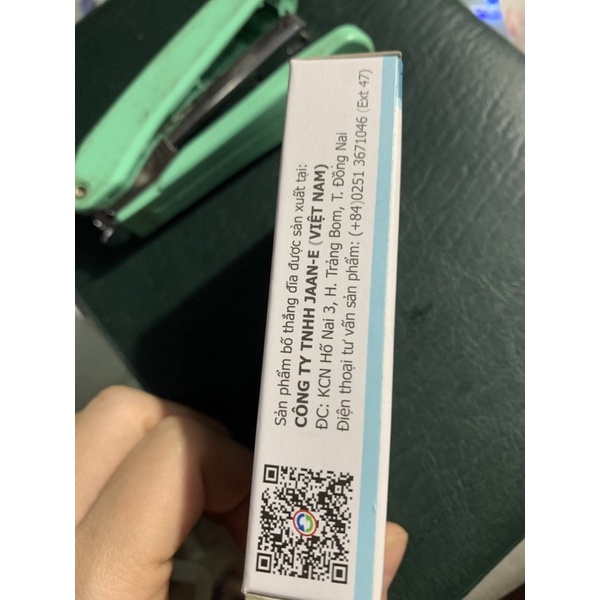 Sản phẩm bố thắng đĩa được sản xuất tại:
CÔNG TY TNHH JAAN-E (VIỆT NAM)
ĐC: KCN Hố Nai 3, H. Trảng Bom, T. Đồng Nai
Điện thoại tư vấn sản phẩm: (+84)0251 3671046 (Ext 47)